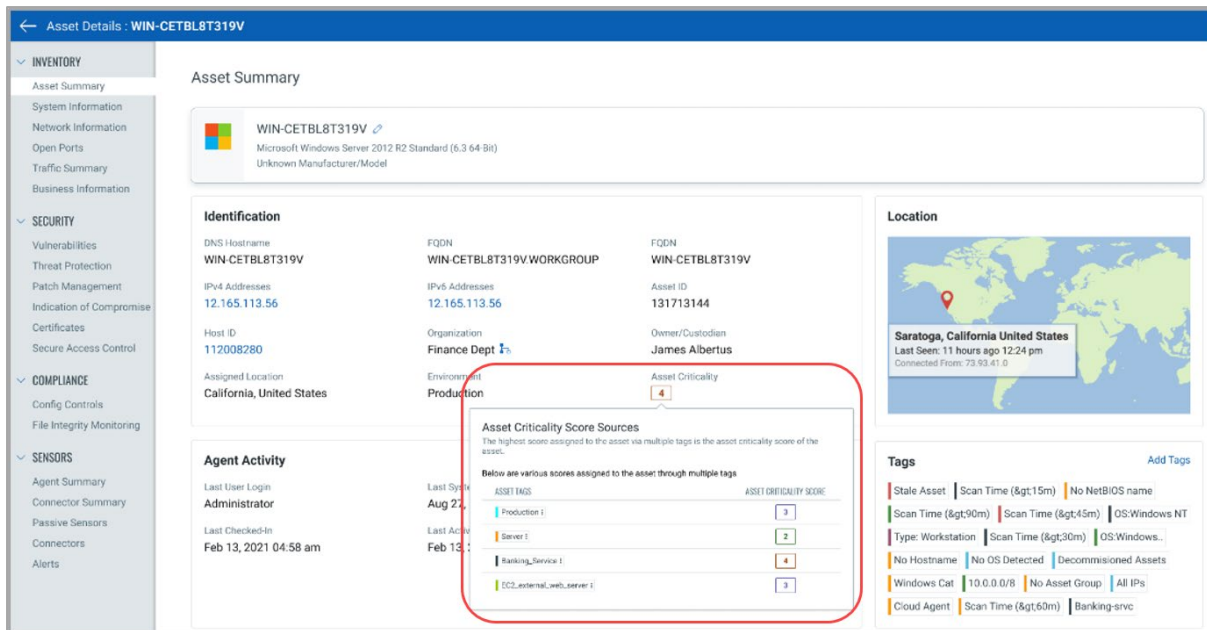 Asset Details : WIN-CETBL8T319V
INVENTORY
Asset Summary
System Information
Network Information
Open Ports
Traffic Summary
Business Information
SECURITY
Vulnerabilities
Threat Protection
Patch Management
Indication of Compromise
Certificates
Secure Access Control
COMPLIANCE
Config Controls
File Integrity Monitoring
SENSORS
Agent Summary
Connector Summary
Passive Sensors
Connectors
Alerts
Asset Summary
WIN-CETBL8T319V
Microsoft Windows Server 2012 R2 Standard (6.3 64-Bit)
Unknown Manufacturer/Model
Identification
DNS Hostname FQDN FQDN
WIN-CETBL8T319V WIN-CETBL8T319V.WORKGROUP WIN-CETBL8T319V
IPv4 Addresses IPv6 Addresses Asset ID
12.165.113.56 12.165.113.56 131713144
Host ID Organization Owner/Custodian
112008280 Finance Dept James Albertus
Assigned Location Environment Asset Criticality
California, United States Production 4
Asset Criticality Score Sources
The highest score assigned to the asset via multiple tags is the asset criticality score of the
asset.
Below are various scores assigned to the asset through multiple tags
ASSET TAGS ASSET CRITICALITY SCORE
Production 3
Server 2
Banking_Service 4
EC2_external_web_server 3
Agent Activity
Last User Login Last Syste
Administrator Aug 27,
Last Checked-In Last Activ
Feb 13, 2021 04:58 am Feb 13,
Location
Saratoga, California United States
Last Seen: 11 hours ago 12:24 pm
Connected From: 73.93.41.0
Tags Add Tags
Stale Asset Scan Time (&gt;15m) No NetBIOS name
Scan Time (&gt;90m) Scan Time (&gt;45m) OS:Windows NT
Type: Workstation Scan Time (&gt;30m) OS:Windows..
No Hostname No OS Detected Decommisioned Assets
Windows Cat 10.0.0.0/8 No Asset Group All IPs
Cloud Agent Scan Time (&gt;60m) Banking-srvc